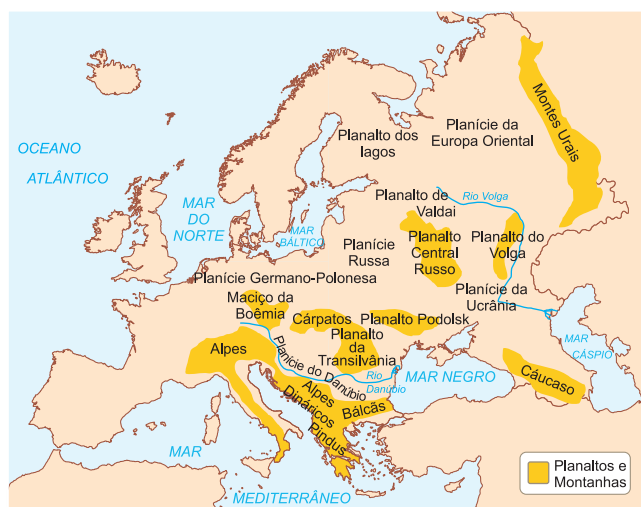 Montes Urais
Planalto dos
lagos
Planície da
Europa Oriental
OCEANO
ATLÂNTICO
MAR
DO
NORTE
MAR
BÁLTICO
Planalto de
Valdai
Rio Volga
Planície
Russa
Planalto
Central
Russo
Planalto do
Volga
Planície Germano-Polonesa
Planície da
Ucrânia
Maciço da
Boêmia
Cárpatos
Planalto Podolsk
Planalto
da
Transilvânia
Alpes
Planície do Danúbio
Rio
Danúbio
MAR NEGRO
MAR
CÁSPIO
Cáucaso
Alpes
Dináricos
Bálcãs
Pindus
MAR
MEDITERRÂNEO
Planaltos e
Montanhas